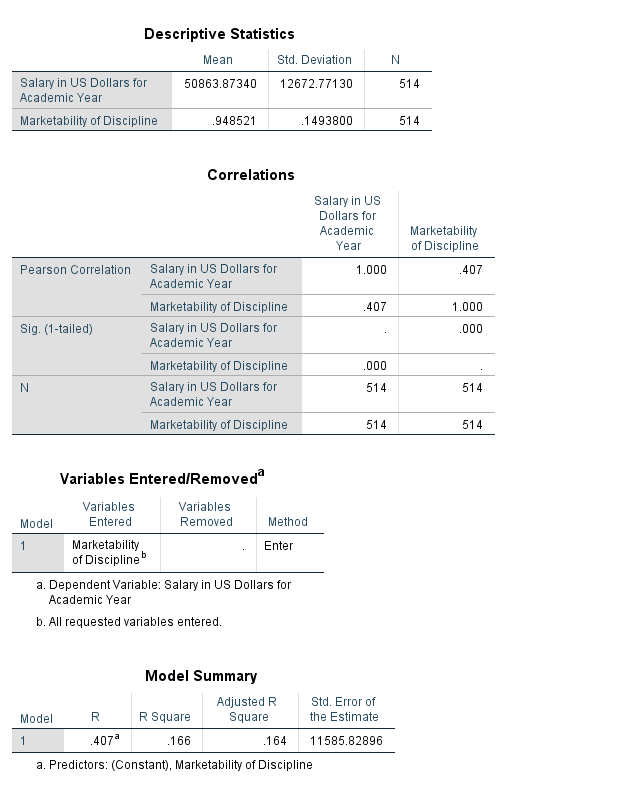 Descriptive Statistics
Mean Std. Deviation N
Salary in US Dollars for
Academic Year 50863.87340 12672.77130 514
Marketability of Discipline .948521 .1493800 514
Correlations
Salary in US
Dollars for
Academic
Year Marketability
of Discipline
Pearson Correlation Salary in US Dollars for
Academic Year 1.000 .407
Marketability of Discipline .407 1.000
Sig. (1-tailed) Salary in US Dollars for
Academic Year . .000
Marketability of Discipline .000 .
N Salary in US Dollars for
Academic Year 514 514
Marketability of Discipline 514 514
Variables Entered/Removedᵃ
Model Variables
Entered Variables
Removed Method
1 Marketability
of Disciplineᵇ . Enter
a. Dependent Variable: Salary in US Dollars for
Academic Year
b. All requested variables entered.
Model Summary
Model R R Square Adjusted R
Square Std. Error of
the Estimate
1 .407ᵃ .166 .164 11585.82896
a. Predictors: (Constant), Marketability of Discipline